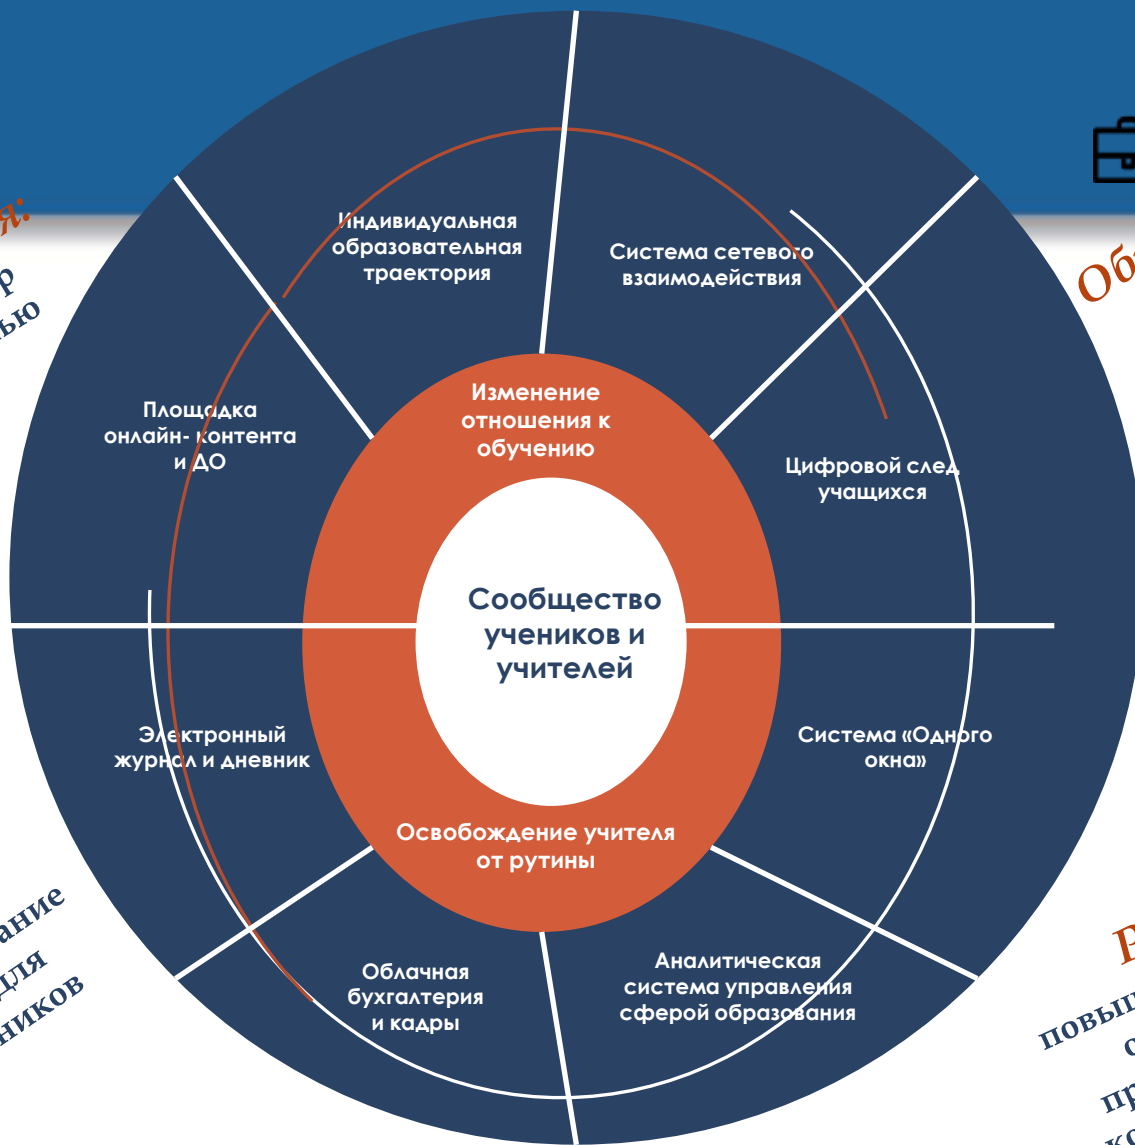 Индивидуальная
образовательная
траектория
Система сетевого
взаимодействия
Площадка
онлайн- контента
и ДО
Изменение
отношения к
обучению
Цифровой след
учащихся
Сообщество
учеников и
учителей
Электронный
журнал и дневник
Система «Одного
окна»
Освобождение учителя
от рутины
Облачная
бухгалтерия
и кадры
Аналитическая
система управления
сферой образования
для